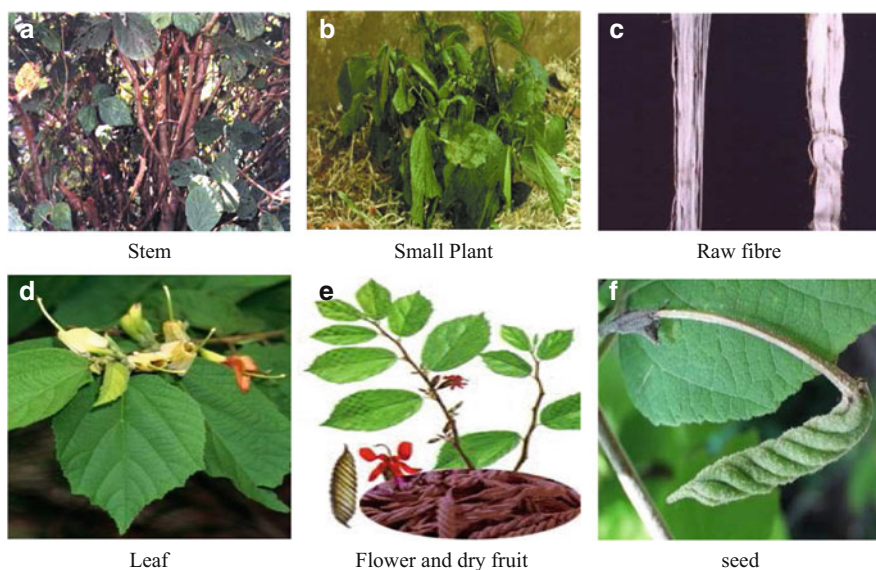 a
b
c
Stem
Small Plant
Raw fibre
d
e
f
Leaf
Flower and dry fruit
seed